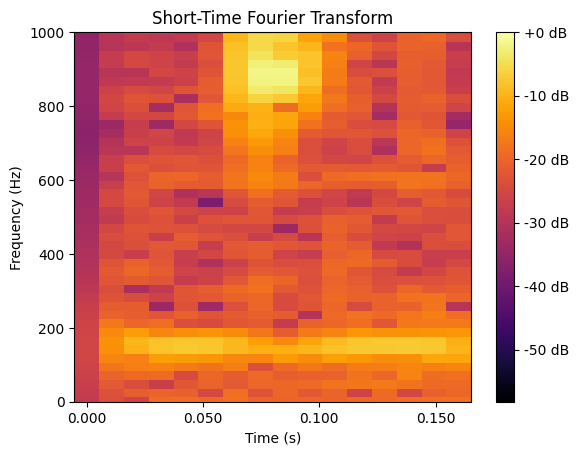 Short-Time Fourier Transform
1000
800
600
400
200
0
Frequency (Hz)
0.000
0.050
0.100
0.150
Time (s)
+0 dB
-10 dB
-20 dB
-30 dB
-40 dB
-50 dB